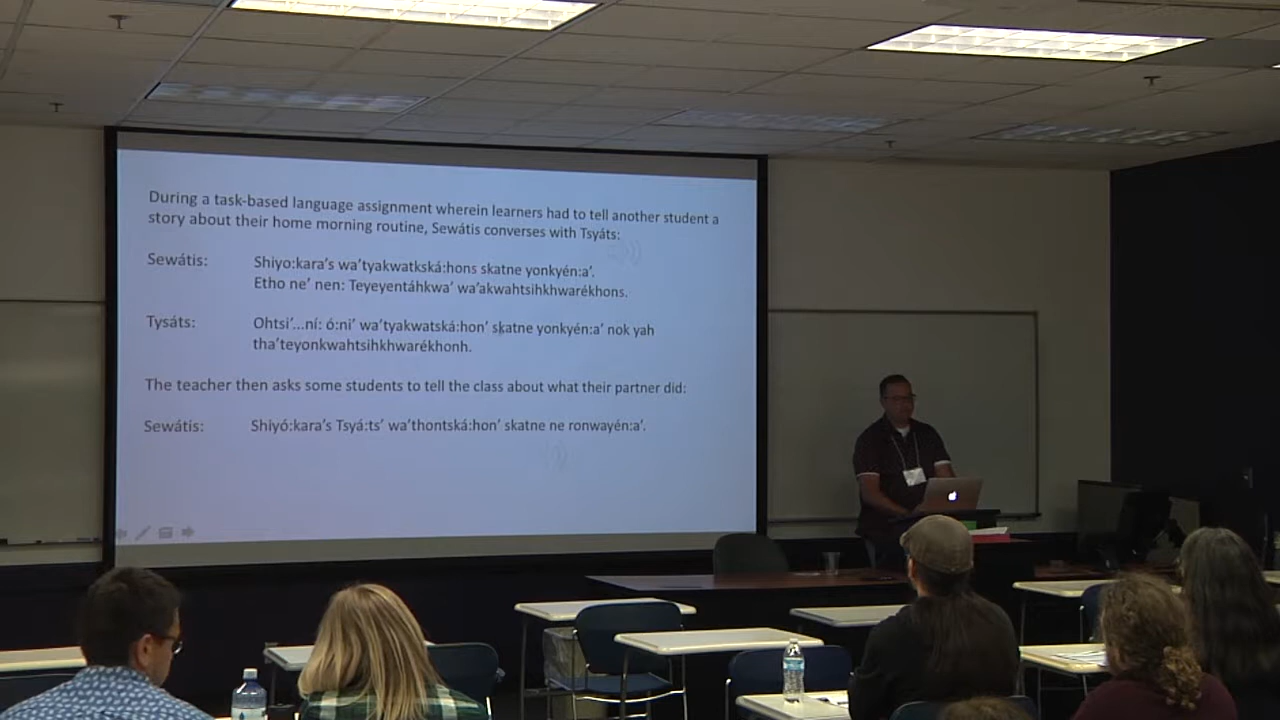 During a task-based language assignment wherein learners had to tell another student a
story about their home morning routine, Sewátis converses with Tsyáts:
Sewátis: Shiyo:kara's wa'tyakwatkská:hons skatne yonkyén:a'.
Etho ne' nen: Teyeyentáhkwa' wa'akwahtsihkhwarékhons.
Tysáts: Ohtsi'...ní: ó:ni' wa'tyakwatská:hon' skatne yonkyén:a' nok yah
tha'teyonkwahtsihkhwarékhonh.
The teacher then asks some students to tell the class about what their partner did:
Sewátis: Shiyó:kara's Tsyá:ts' wa'thontská:hon' skatne ne ronwayén:a'.